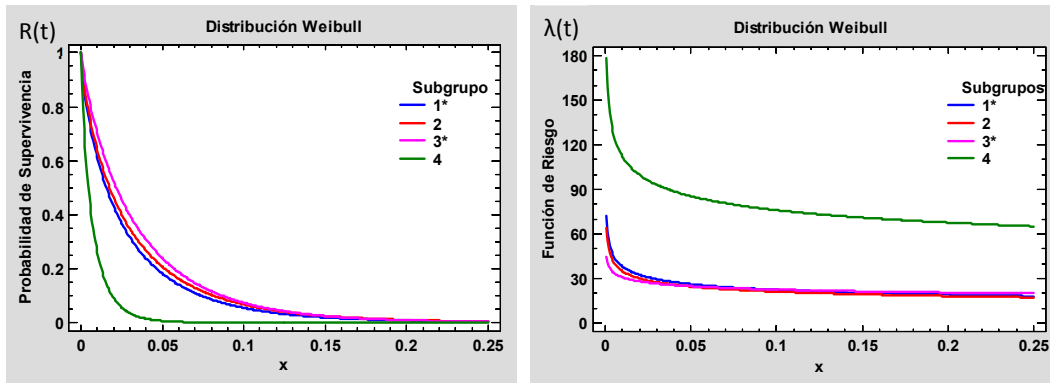 R(t)
Distribución Weibull
Probabilidad de Supervivencia
1
0.8
0.6
0.4
0.2
0
Subgrupo
1*
2
3*
4
0 0.05 0.1 0.15 0.2 0.25
x
λ(t)
Distribución Weibull
Función de Riesgo
180
150
120
90
60
30
0
Subgrupos
1*
2
3*
4
0 0.05 0.1 0.15 0.2 0.25
x